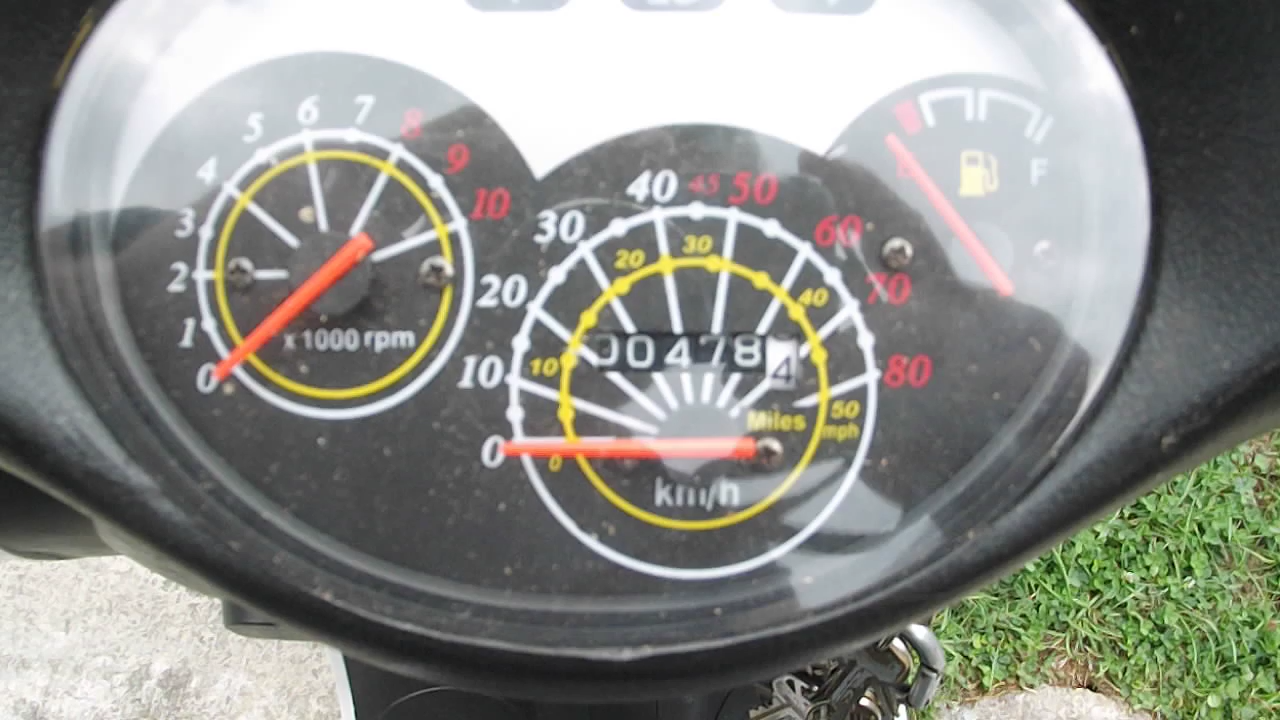 0 1 2 3 4 5 6 7 8 9 10
x 1000 rpm
0 10 20 30 40 45 50 60 70 80
0 10 20 30 40 50
mph
00478 4
Miles
km/h
F